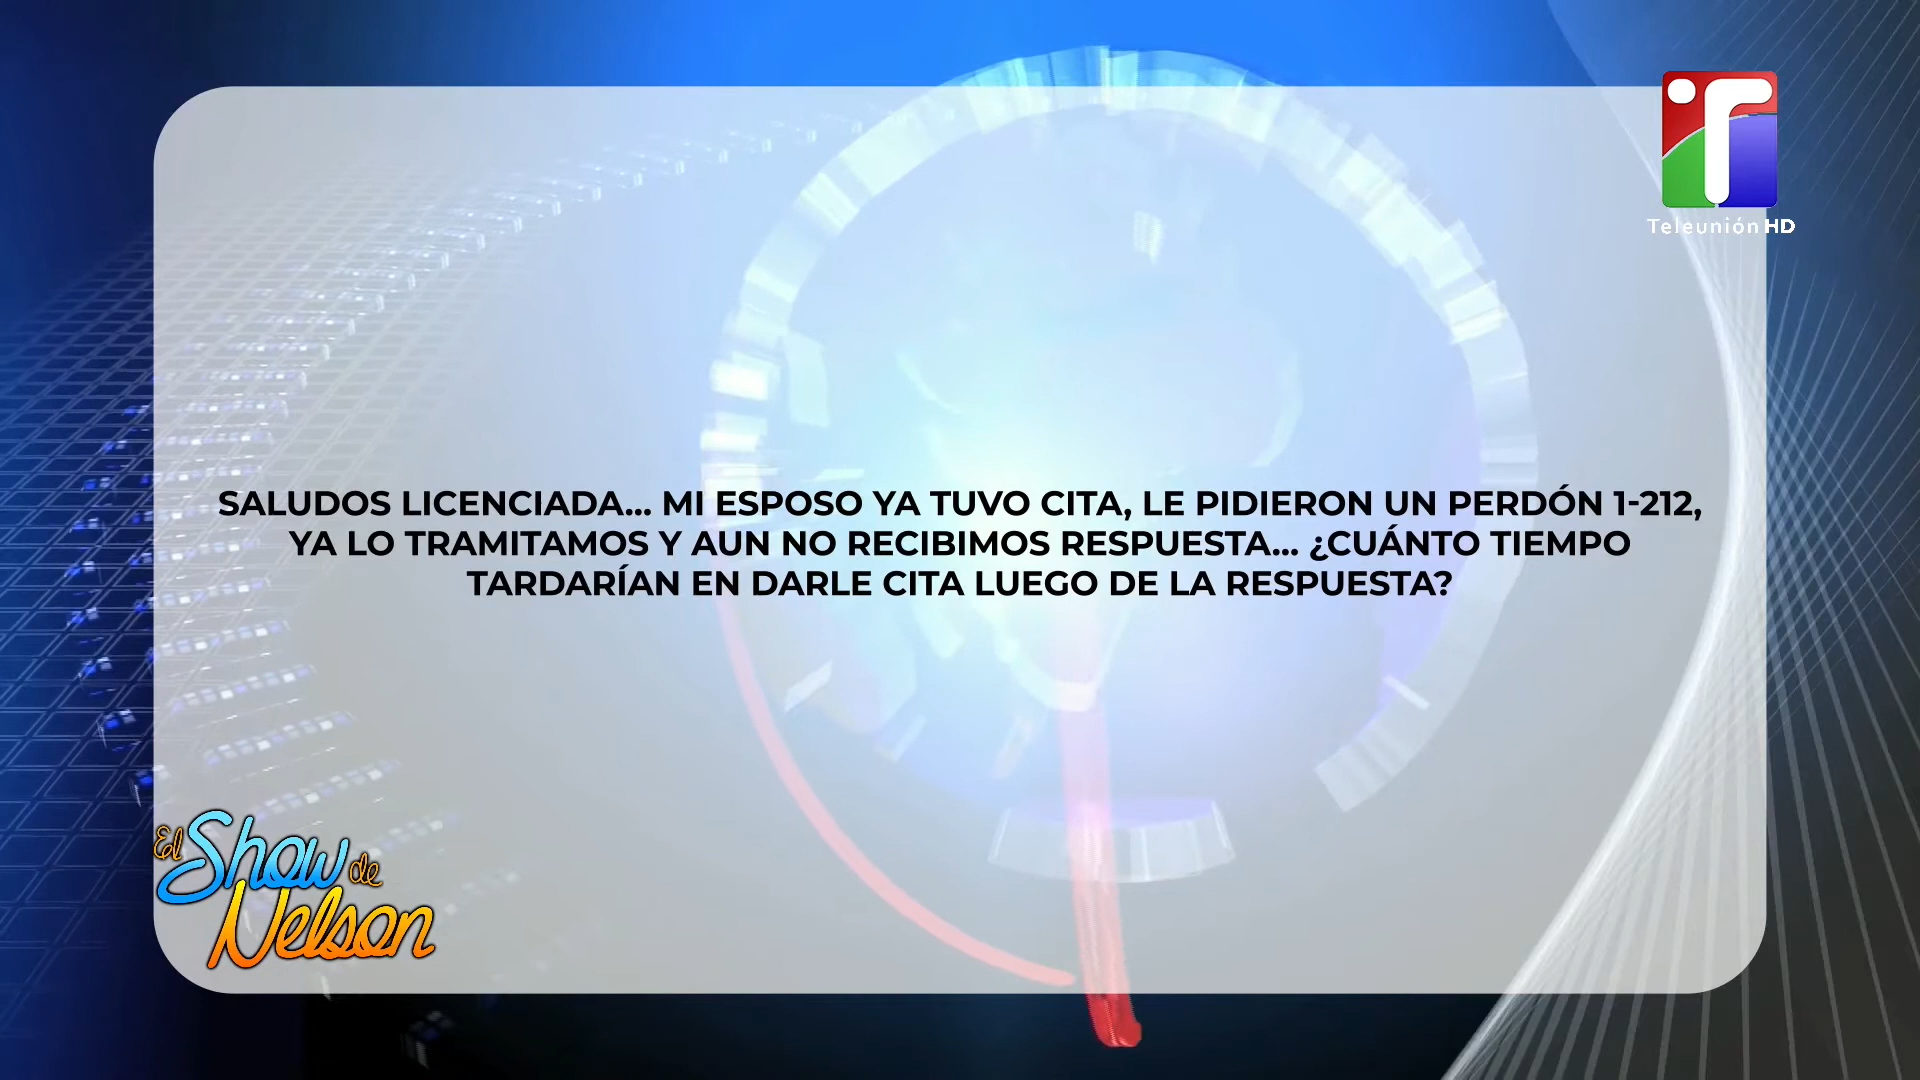 Teleunión HD
SALUDOS LICENCIADA... MI ESPOSO YA TUVO CITA, LE PIDIERON UN PERDÓN 1-212,
YA LO TRAMITAMOS Y AUN NO RECIBIMOS RESPUESTA... ¿CUÁNTO TIEMPO
TARDARÍAN EN DARLE CITA LUEGO DE LA RESPUESTA?
El Show de
Nelson